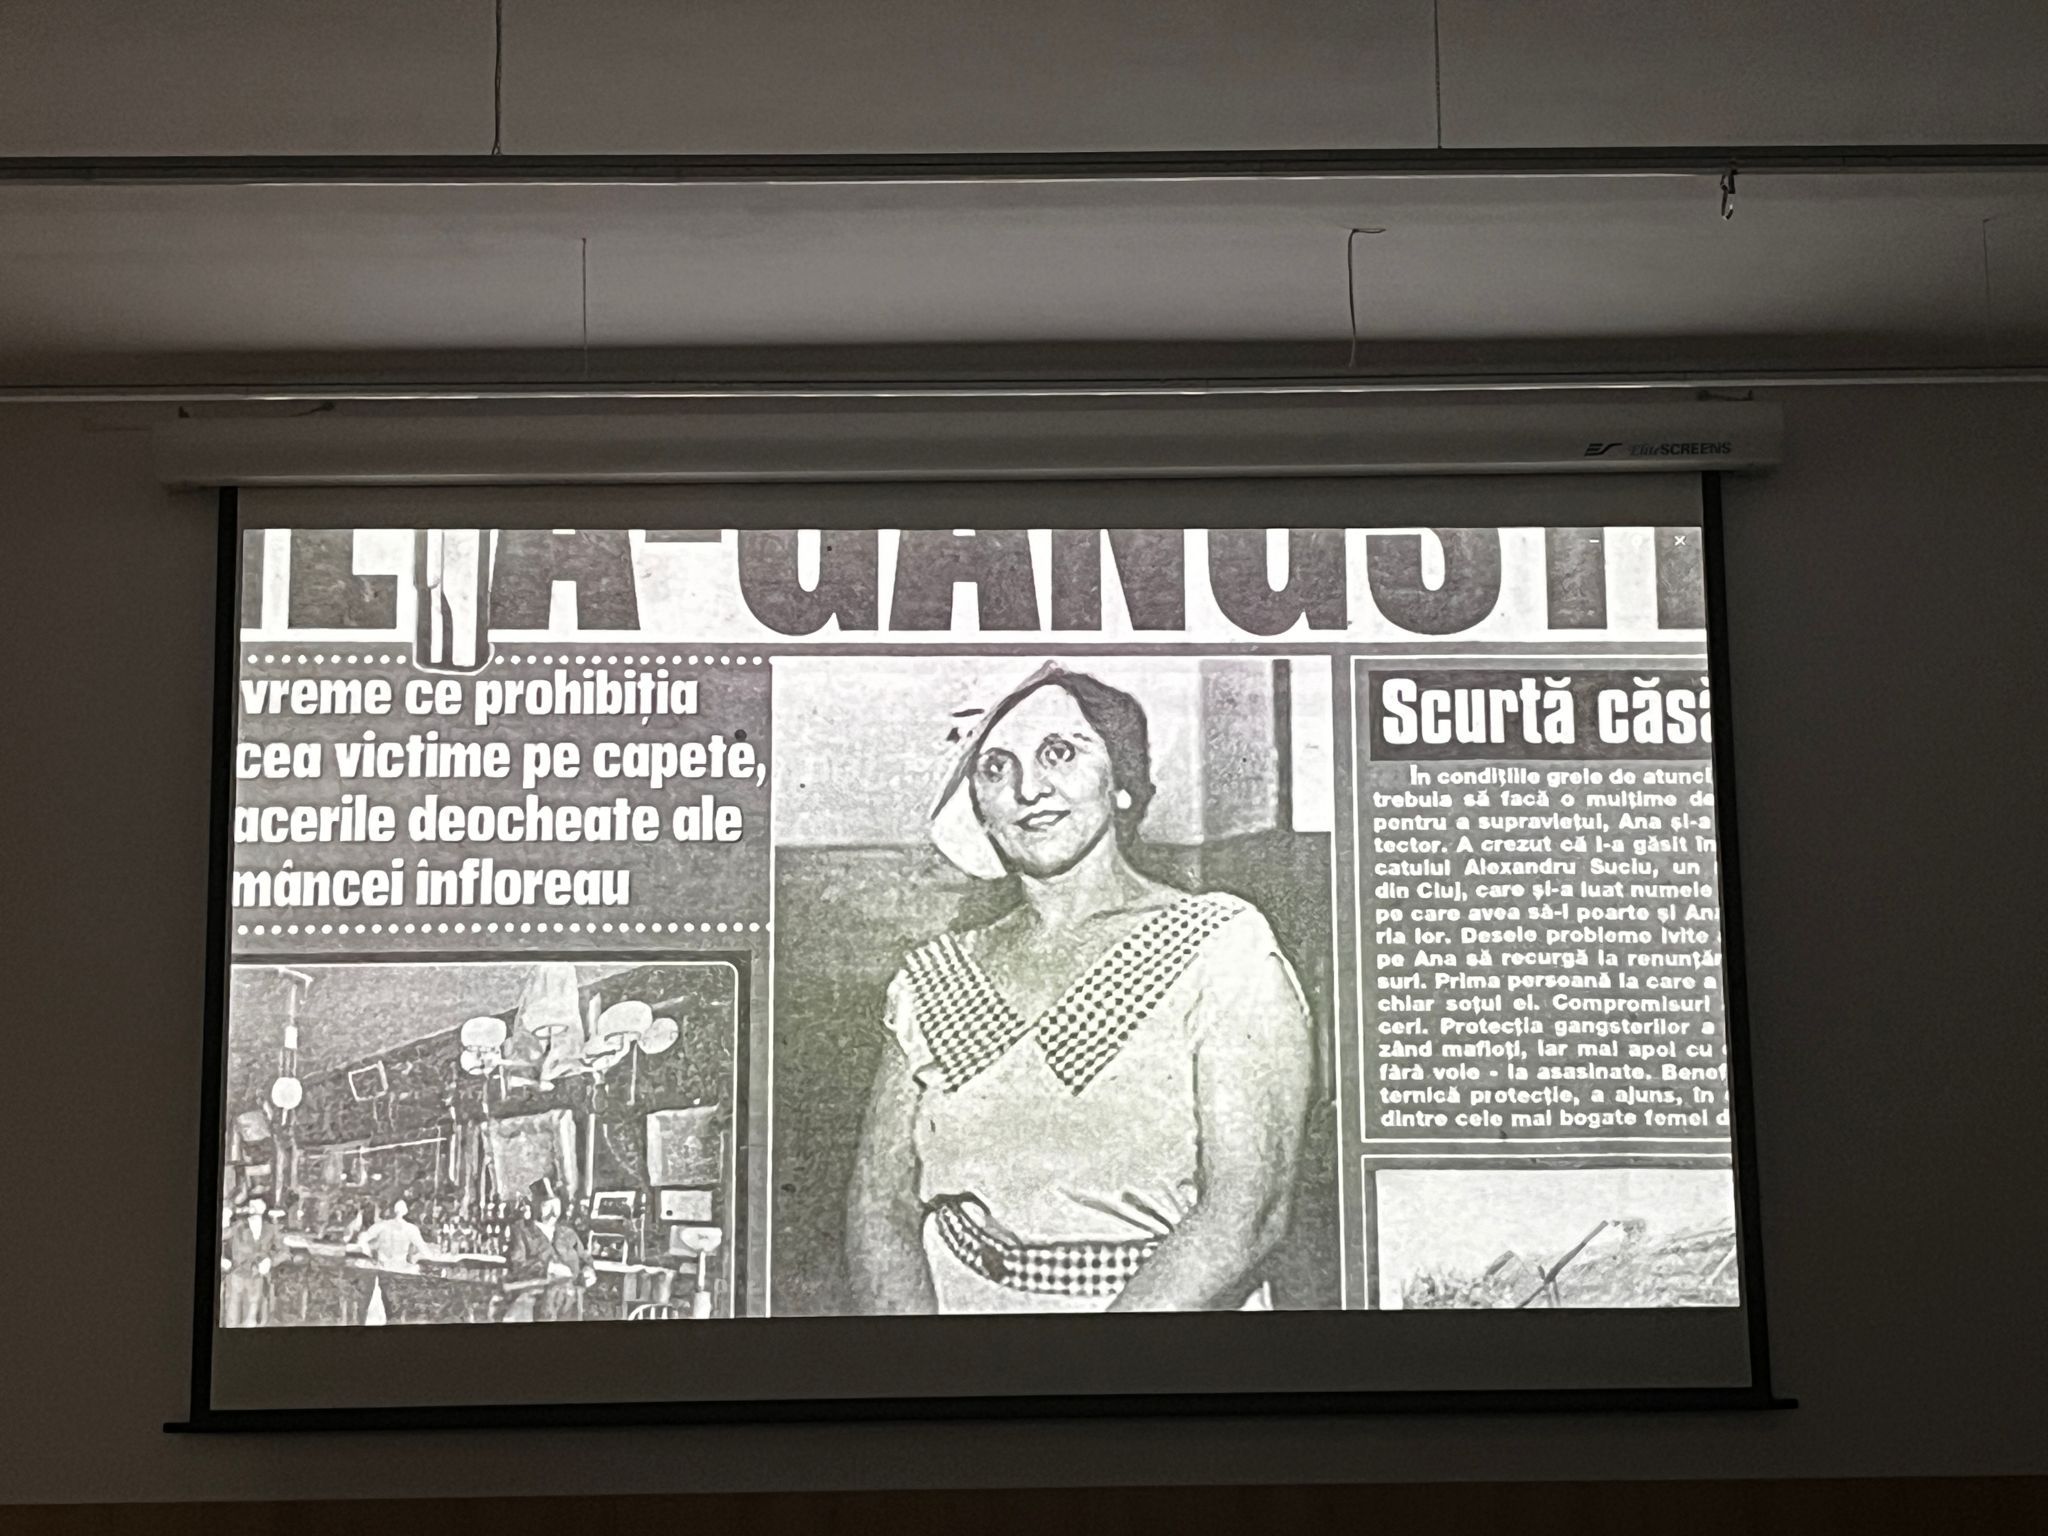 EliteSCREENS
A-GANGST
vreme ce prohibiția
cea victime pe capete,
acerile deocheate ale
mâncei înfloreau
Scurtă căs
În condițiile grele de atunci
trebuia să facă o mulțime de
pentru a supraviețui, Ana și-a
tector. A crezut că l-a găsit în
catului Alexandru Suciu, un
din Cluj, care și-a luat numele
pe care avea să-l poarte și An
ria lor. Desele probleme ivite
pe Ana să recurgă la renunțăr
suri. Prima persoană la care a
chiar soțul ei. Compromisuri
ceri. Protecția gangsterilor a
zând mafioți, iar mai apoi cu
fără voie - la asasinate. Benef
ternică protecție, a ajuns, în
dintre cele mai bogate femei d